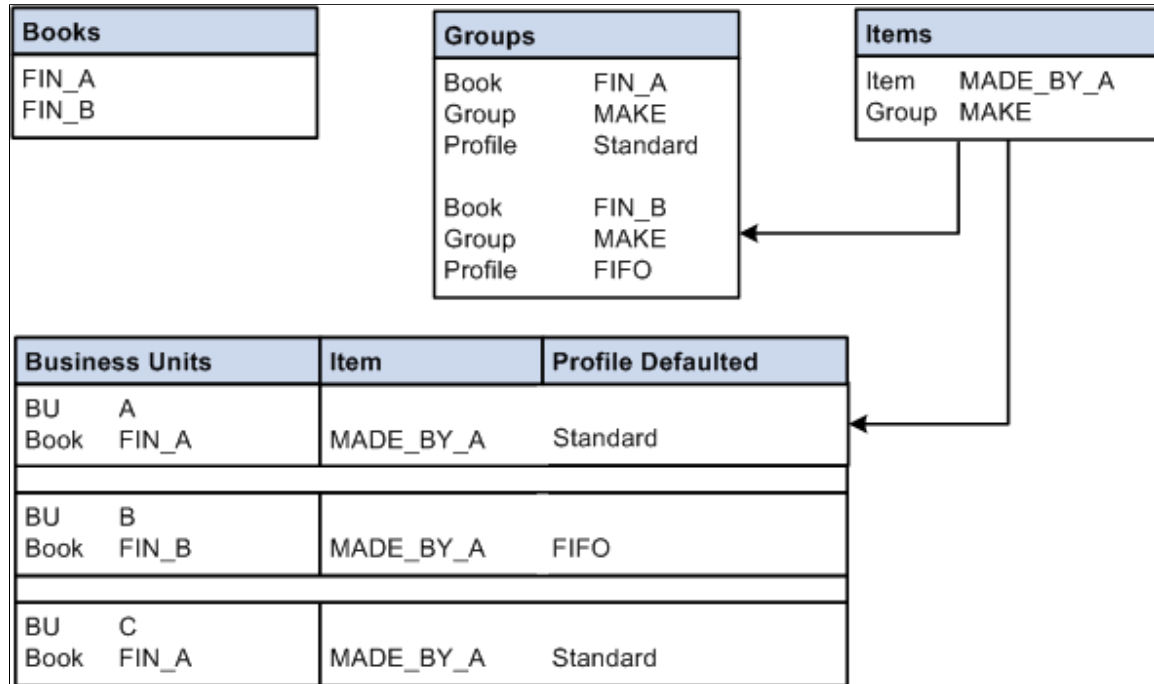 Books
FIN_A
FIN_B
Groups
Book FIN_A
Group MAKE
Profile Standard
Book FIN_B
Group MAKE
Profile FIFO
Items
Item MADE_BY_A
Group MAKE
Business Units Item Profile Defaulted
BU A
Book FIN_A MADE_BY_A Standard
BU B
Book FIN_B MADE_BY_A FIFO
BU C
Book FIN_A MADE_BY_A Standard